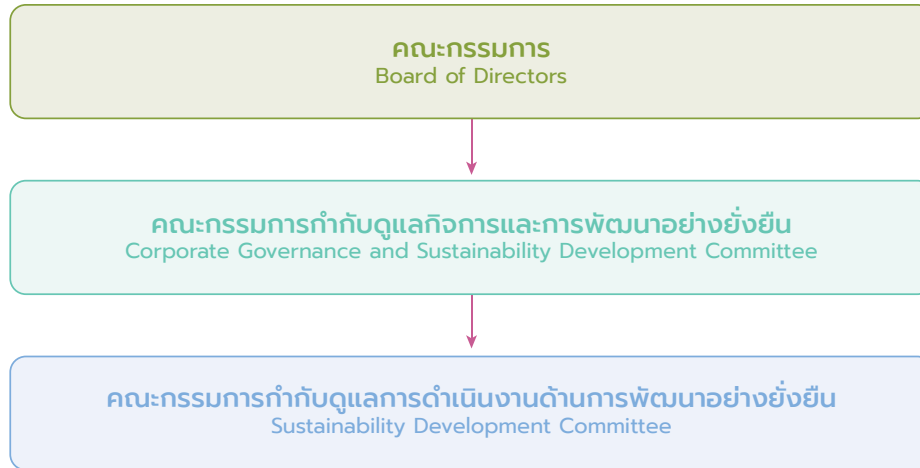 คณะกรรมการ
Board of Directors
คณะกรรมการกำกับดูแลกิจการและการพัฒนาอย่างยั่งยืน
Corporate Governance and Sustainability Development Committee
คณะกรรมการกำกับดูแลการดำเนินงานด้านการพัฒนาอย่างยั่งยืน
Sustainability Development Committee